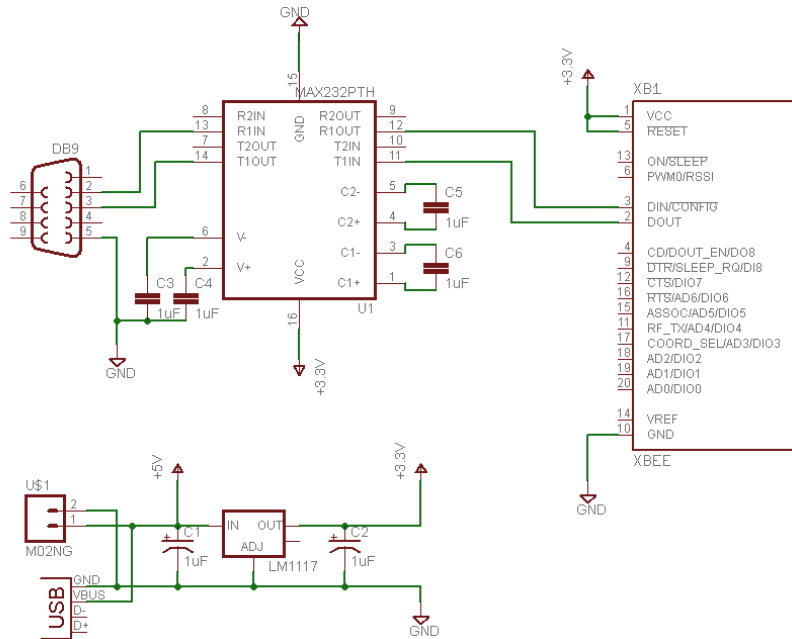 GND
15
MAX232PTH
GND
8 R2IN R2OUT 9
13 R1IN R1OUT 12
7 T2OUT T2IN 10
14 T1OUT T1IN 11
C2- 5
C2+ 4
C5
1uF
6 V- C1- 3
2 V+ C1+ 1
C6
1uF
VCC
16
U1
+3.3V
DB9
1
6
2
7
3
8
4
9
5
C3
1uF
C4
1uF
GND
+3.3V
XB1
1 VCC
5 RESET
13 ON/SLEEP
6 PWM0/RSSI
3 DIN/CONFIG
2 DOUT
4 CD/DOUT_EN/DO8
9 DTR/SLEEP_RQ/DI8
12 CTS/DIO7
16 RTS/AD6/DIO6
15 ASSOC/AD5/DIO5
11 RF_TX/AD4/DIO4
17 COORD_SEL/AD3/DIO3
18 AD2/DIO2
19 AD1/DIO1
20 AD0/DIO0
14 VREF
10 GND
XBEE
GND
U$1
2
1
M02NG
+5V
C1
+
1uF
IN OUT
ADJ
LM1117
+3.3V
C2
+
1uF
GND
USB
GND
VBUS
D-
D+